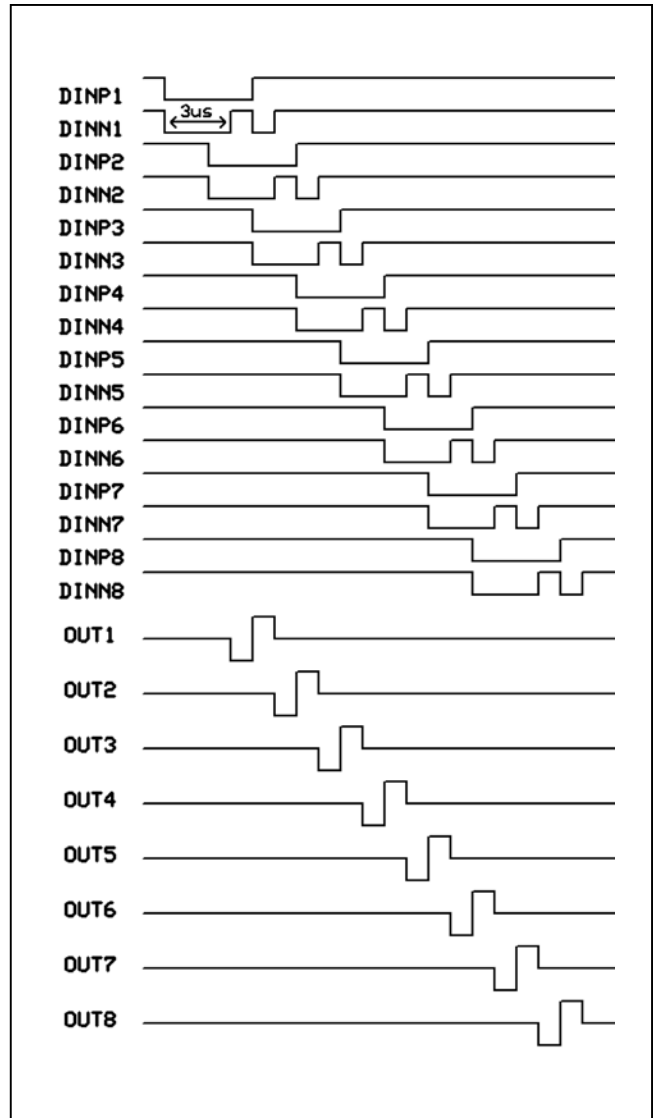 DINP1
3us
DINN1
DINP2
DINN2
DINP3
DINN3
DINP4
DINN4
DINP5
DINN5
DINP6
DINN6
DINP7
DINN7
DINP8
DINN8
OUT1
OUT2
OUT3
OUT4
OUT5
OUT6
OUT7
OUT8